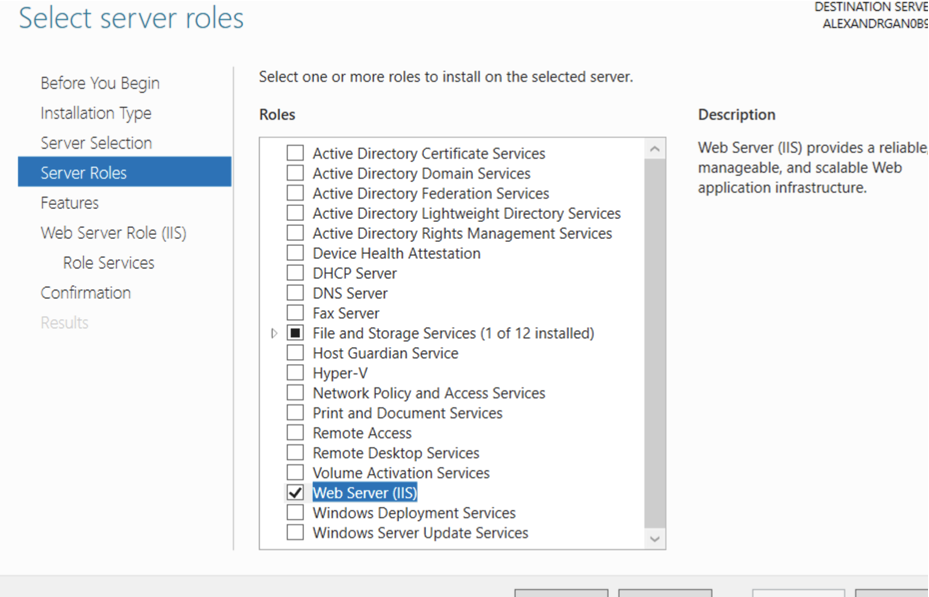 Select server roles
DESTINATION SERVE
ALEXANDRGAN0B9
Before You Begin
Installation Type
Server Selection
Server Roles
Features
Web Server Role (IIS)
Role Services
Confirmation
Results
Select one or more roles to install on the selected server.
Roles
Active Directory Certificate Services
Active Directory Domain Services
Active Directory Federation Services
Active Directory Lightweight Directory Services
Active Directory Rights Management Services
Device Health Attestation
DHCP Server
DNS Server
Fax Server
File and Storage Services (1 of 12 installed)
Host Guardian Service
Hyper-V
Network Policy and Access Services
Print and Document Services
Remote Access
Remote Desktop Services
Volume Activation Services
Web Server (IIS)
Windows Deployment Services
Windows Server Update Services
Description
Web Server (IIS) provides a reliable,
manageable, and scalable Web
application infrastructure.